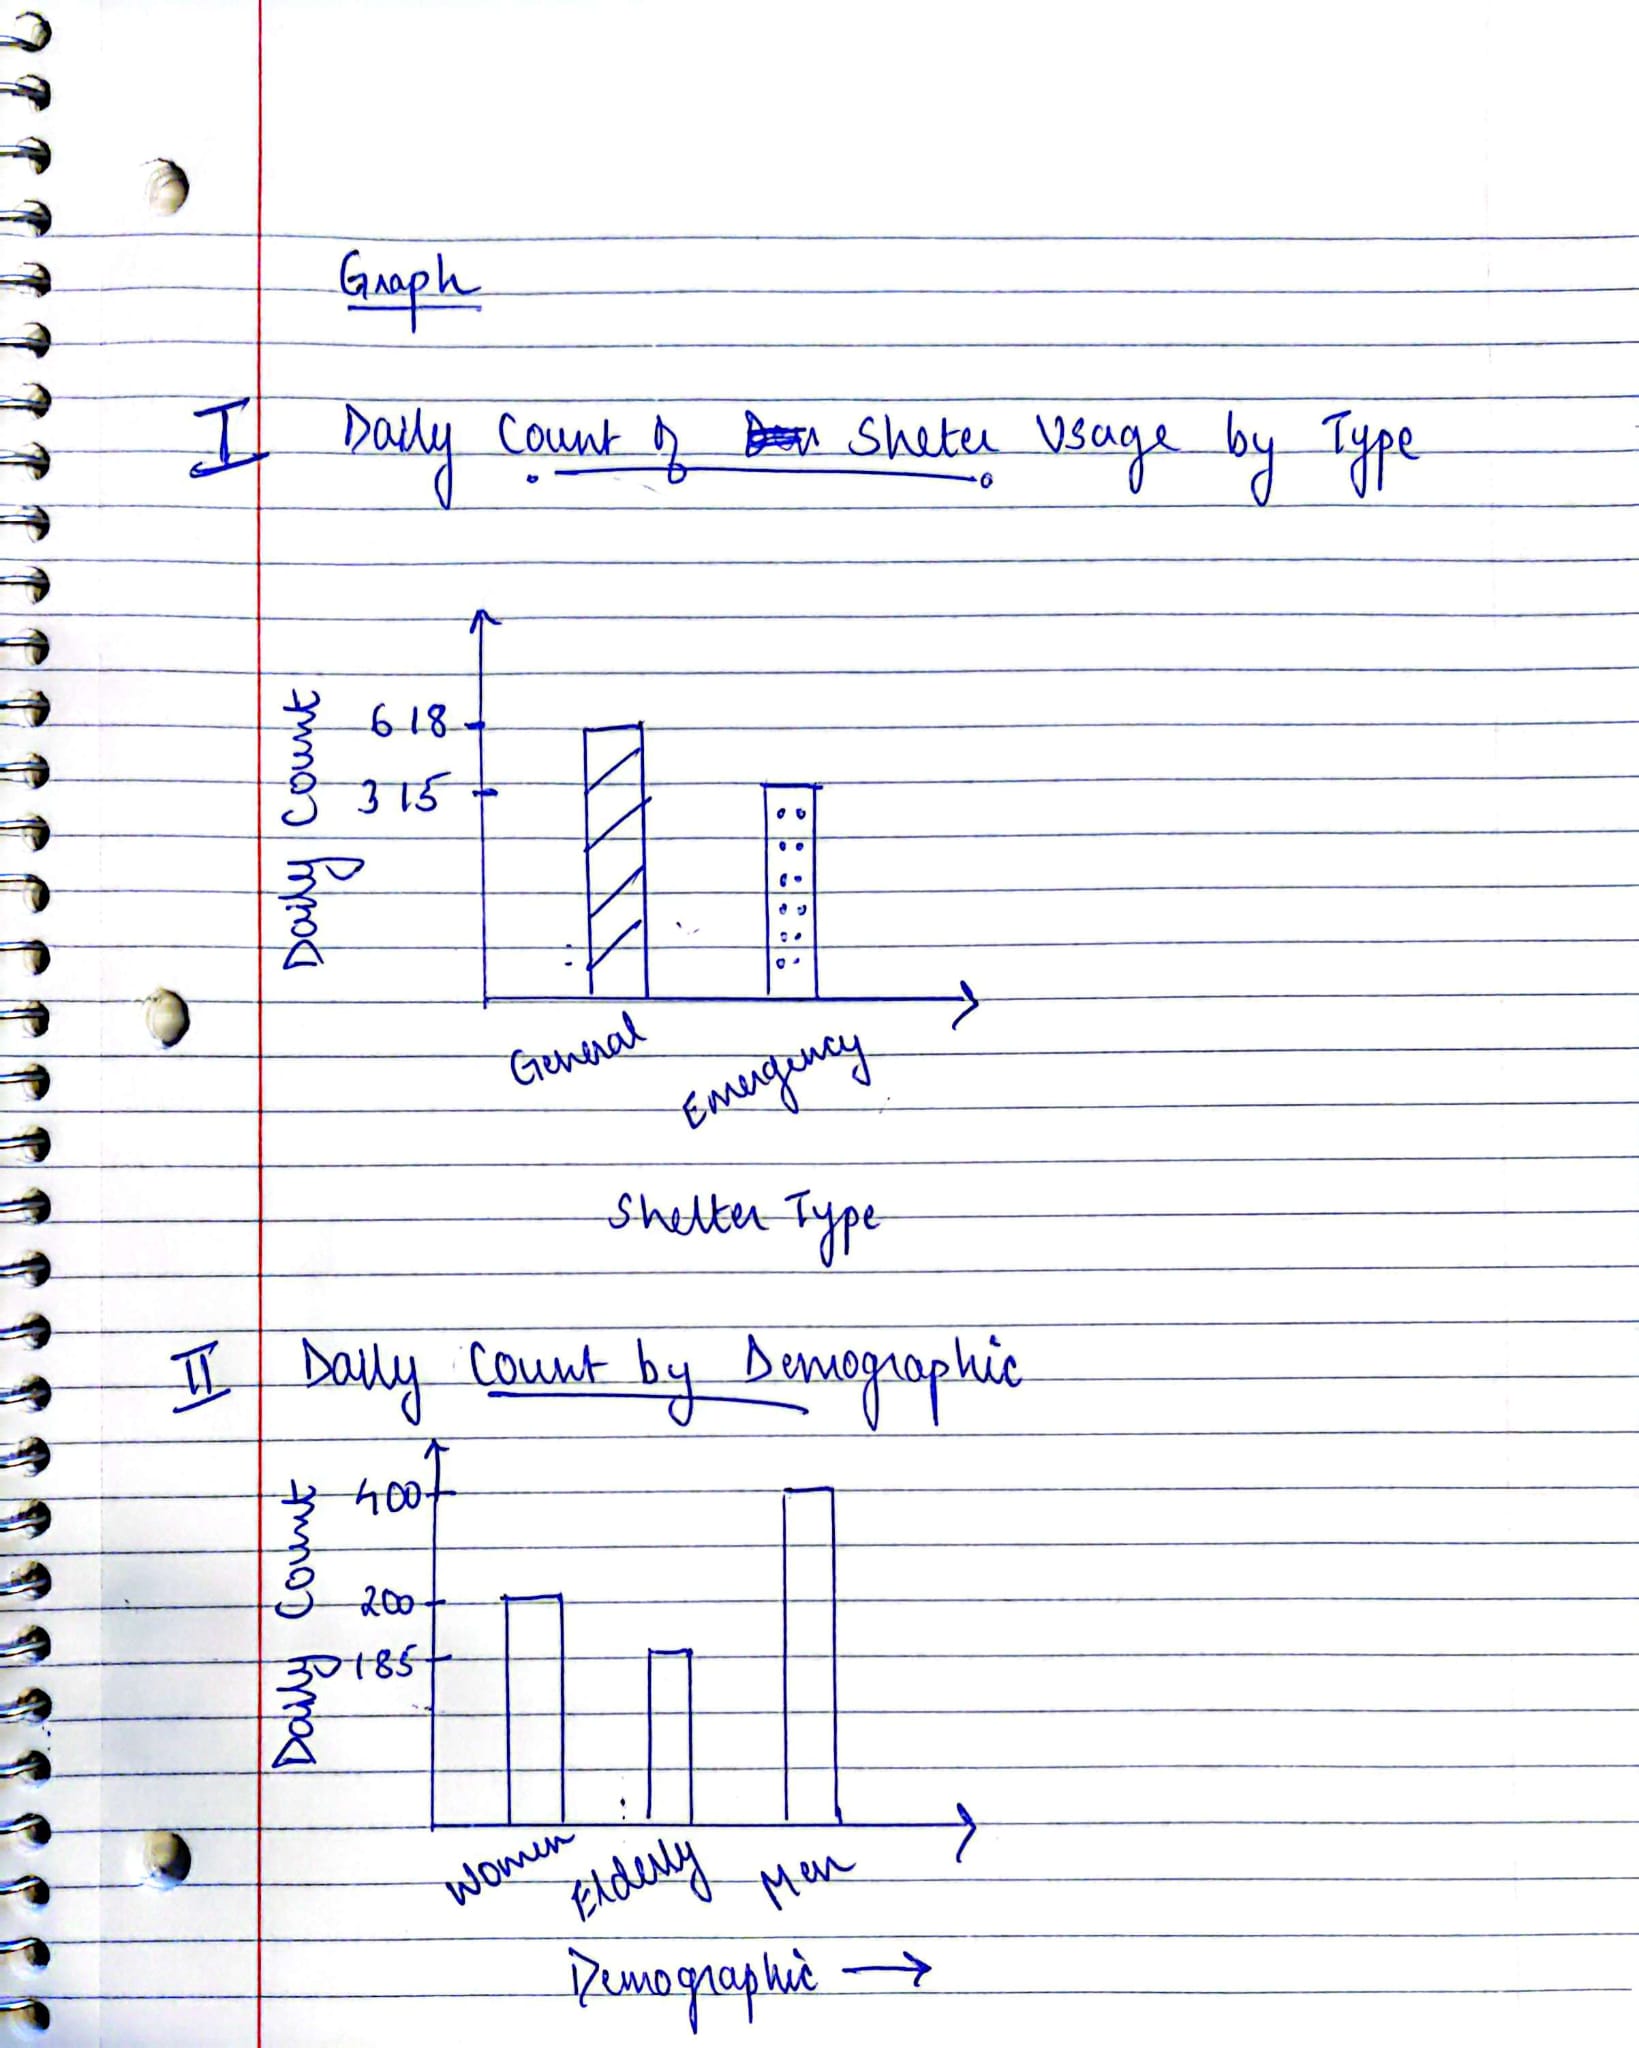 Graph
I Daily Count of Sheter Usage by Type
Daily Count
618
315
General
Emergency
Shelter Type
II Daily Count by Demographic
Daily Count
400
200
185
Women
Elderly
Men
Demographic →